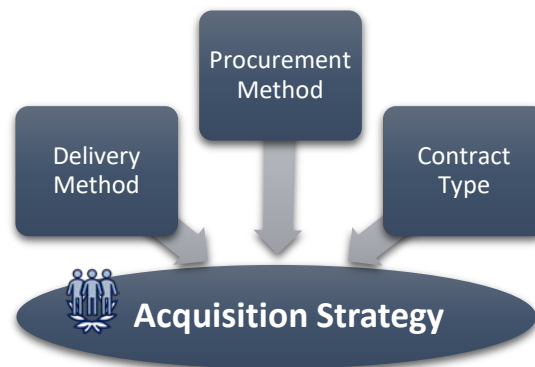 Procurement
Method
Delivery
Method
Contract
Type
Acquisition Strategy